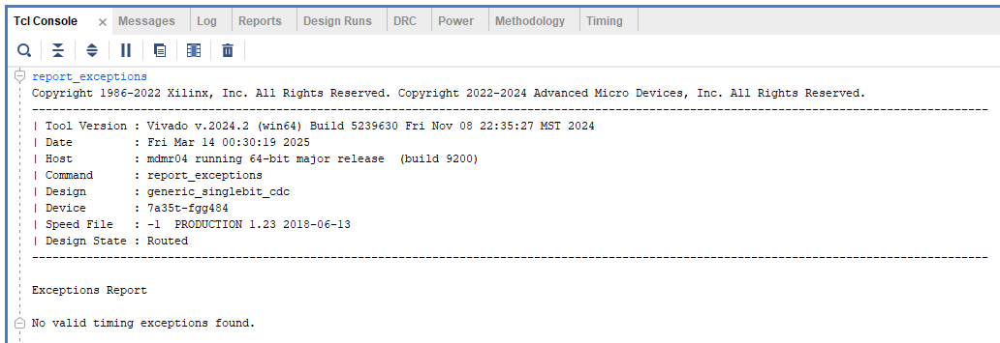 Tcl Console × Messages Log Reports Design Runs DRC Power Methodology Timing
report_exceptions
Copyright 1986-2022 Xilinx, Inc. All Rights Reserved. Copyright 2022-2024 Advanced Micro Devices, Inc. All Rights Reserved.
---------------------------------------------------------------------------------------------------------------------------------------------
| Tool Version : Vivado v.2024.2 (win64) Build 5239630 Fri Nov 08 22:35:27 MST 2024
| Date         : Fri Mar 14 00:30:19 2025
| Host         : mdmr04 running 64-bit major release  (build 9200)
| Command      : report_exceptions
| Design       : generic_singlebit_cdc
| Device       : 7a35t-fgg484
| Speed File   : -1  PRODUCTION 1.23 2018-06-13
| Design State : Routed
---------------------------------------------------------------------------------------------------------------------------------------------
Exceptions Report
No valid timing exceptions found.